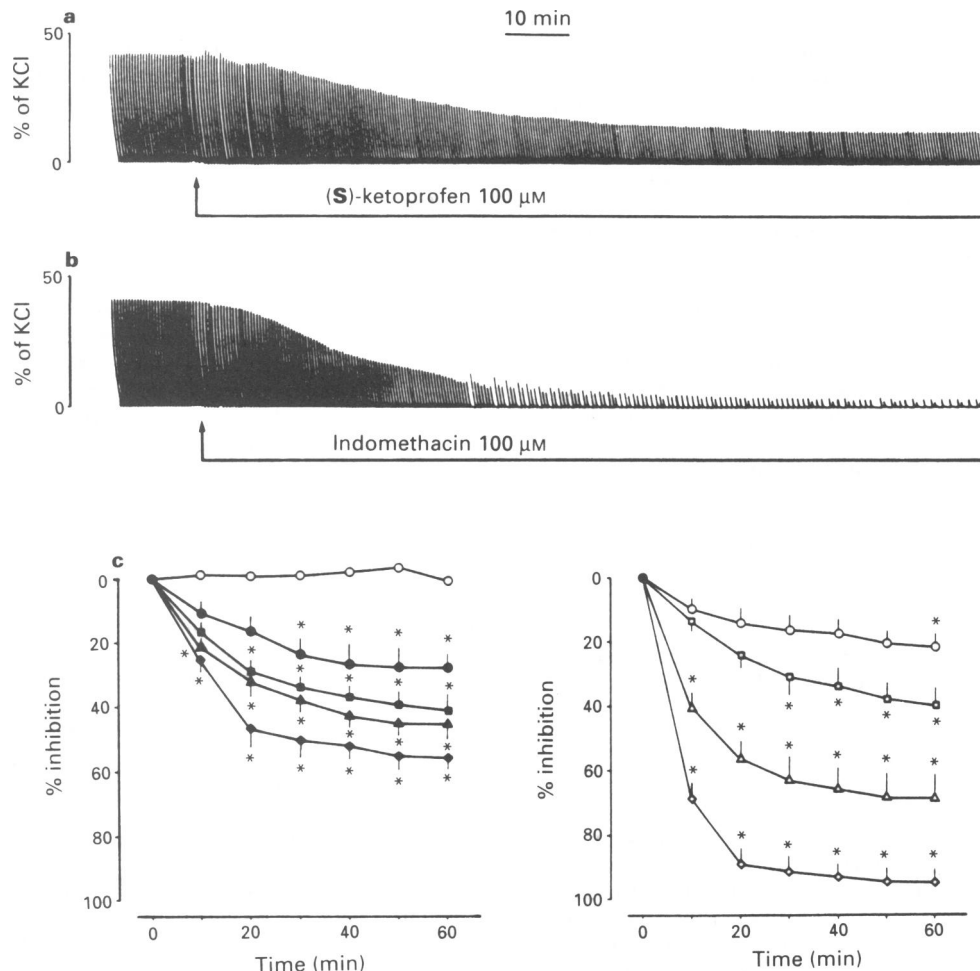 a
10 min
50
% of KCl
0
(S)-ketoprofen 100 μM
b
50
% of KCl
0
Indomethacin 100 μM
c
0
20
40
60
80
100
% inhibition
* * * *
* * * * *
* * * * * *
* * * * * *
0 20 40 60
Time (min)
0
20
40
60
80
100
% inhibition
*
* * * *
* * * * * *
* * * * * *
0 20 40 60
Time (min)